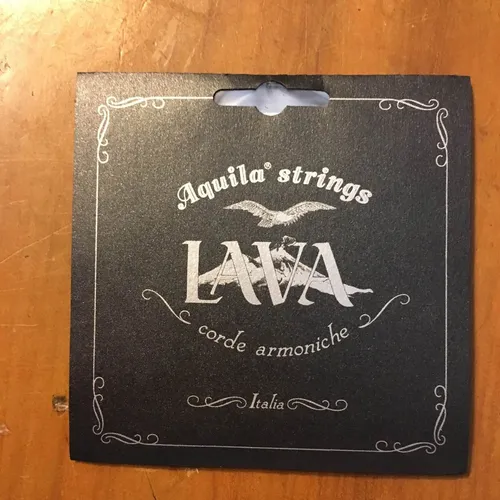 Aquila® strings
LAVA
corde armoniche
Italia